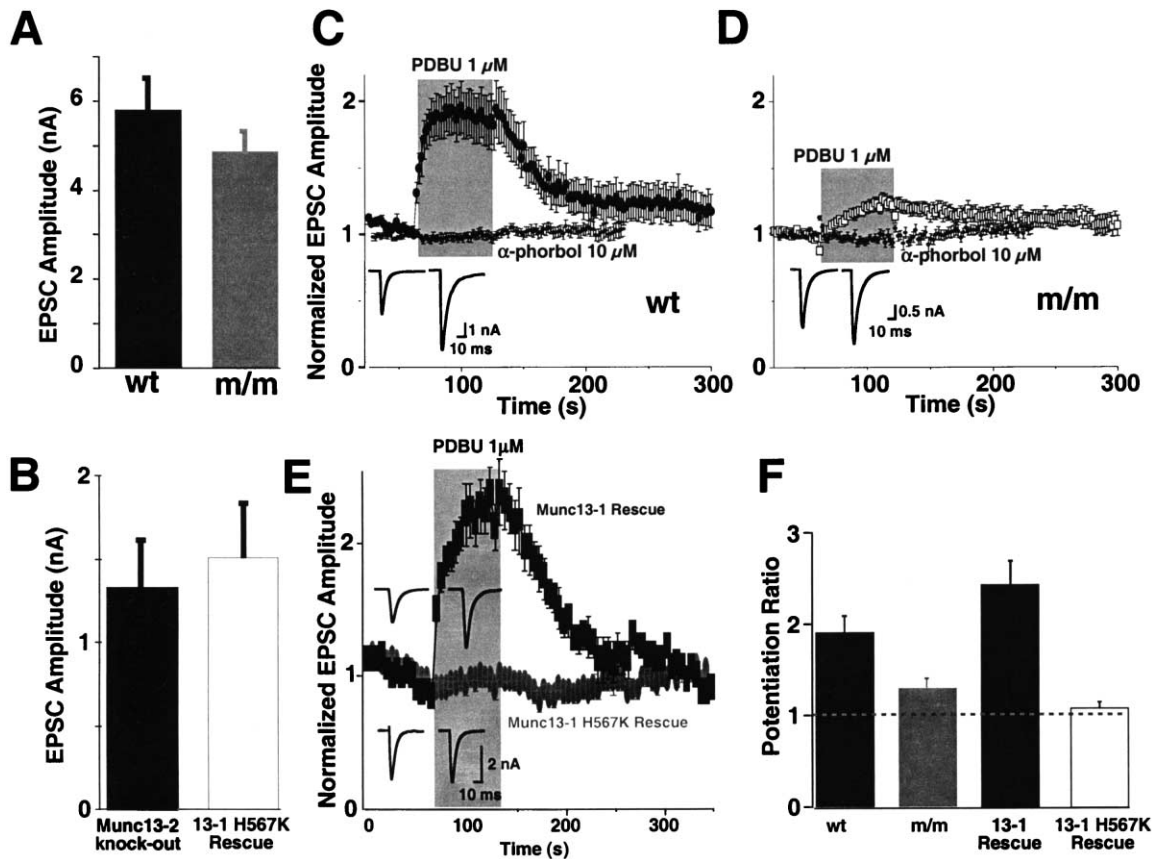 A
EPSC Amplitude (nA)
6
4
2
0
wt
m/m
C
PDBU 1 µM
Normalized EPSC Amplitude
2
1
0
α-phorbol 10 µM
1 nA
10 ms
wt
100
200
300
Time (s)
D
PDBU 1 µM
2
1
0
α-phorbol 10 µM
0.5 nA
10 ms
m/m
100
200
300
Time (s)
B
EPSC Amplitude (nA)
2
1
0
Munc13-2
knock-out
13-1 H567K
Rescue
E
PDBU 1µM
Normalized EPSC Amplitude
2
1
0
Munc13-1 Rescue
Munc13-1 H567K Rescue
2 nA
10 ms
0
100
200
300
Time (s)
F
Potentiation Ratio
3
2
1
0
wt
m/m
13-1
Rescue
13-1 H567K
Rescue